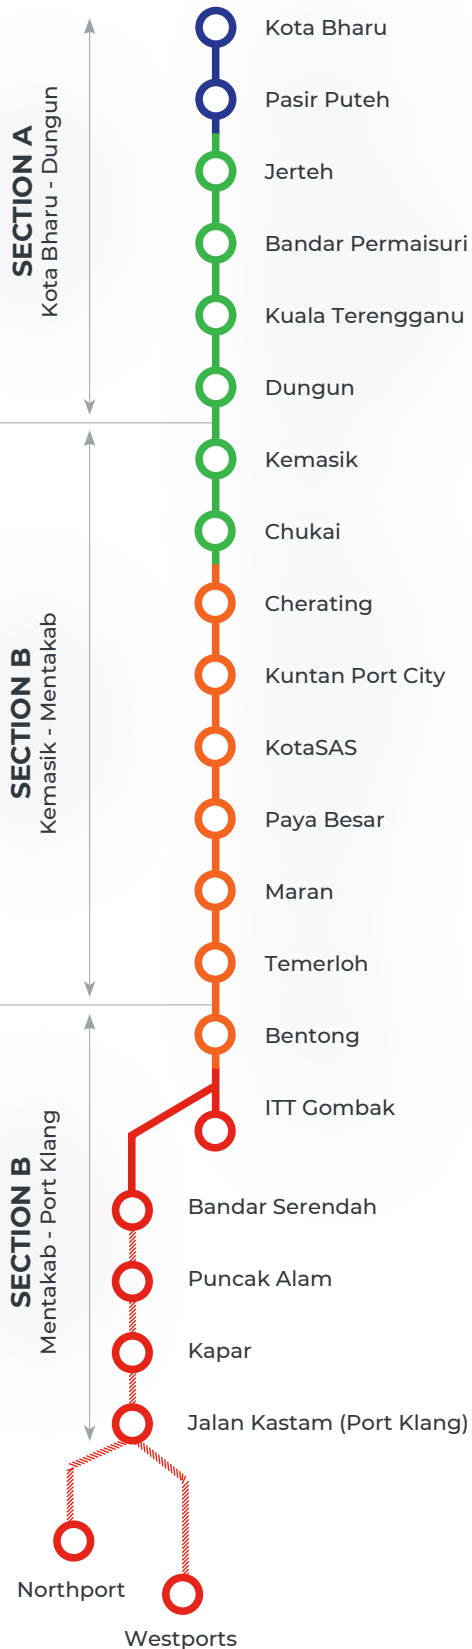 Kota Bharu
Pasir Puteh
Jerteh
Bandar Permaisuri
Kuala Terengganu
Dungun
SECTION A
Kota Bharu - Dungun
Kemasik
Chukai
Cherating
Kuntan Port City
KotaSAS
Paya Besar
Maran
Temerloh
SECTION B
Kemasik - Mentakab
Bentong
ITT Gombak
Bandar Serendah
Puncak Alam
Kapar
Jalan Kastam (Port Klang)
SECTION B
Mentakab - Port Klang
Northport
Westports